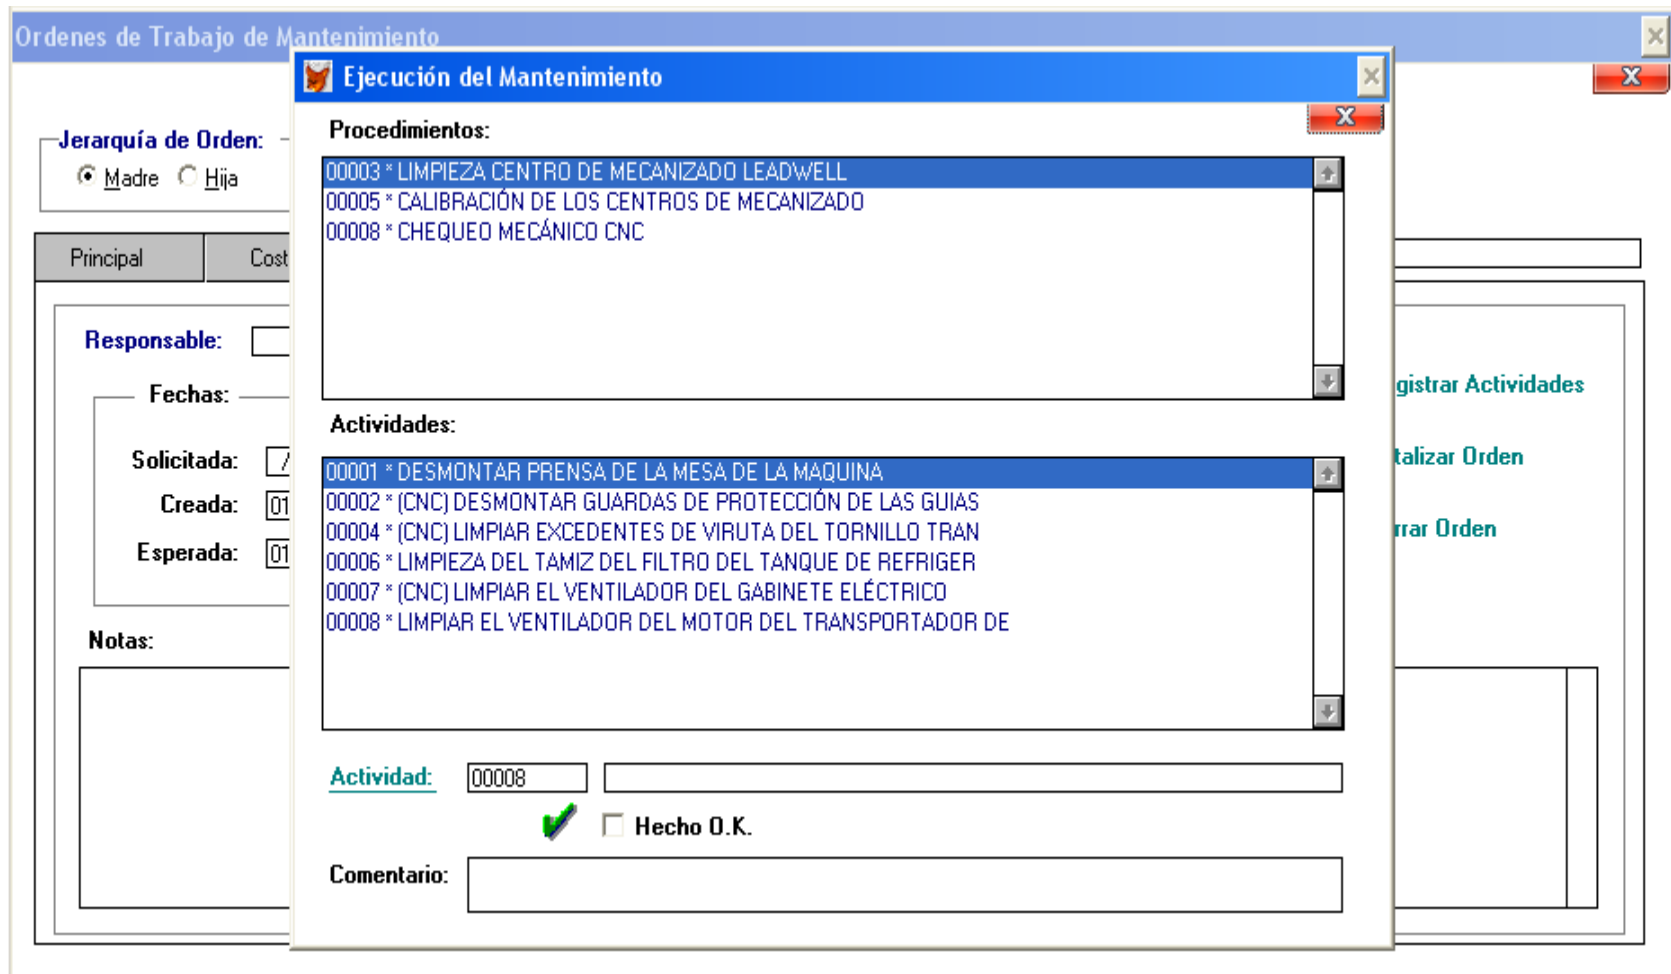 Ordenes de Trabajo de Mantenimiento
Ejecución del Mantenimiento
Jerarquía de Orden:
Madre Hija
Principal
Responsable:
Fechas:
Solicitada: /
Creada: 01
Esperada: 01
Notas:
Procedimientos:
00003 * LIMPIEZA CENTRO DE MECANIZADO LEADWELL
00005 * CALIBRACIÓN DE LOS CENTROS DE MECANIZADO
00008 * CHEQUEO MECÁNICO CNC
Actividades:
00001 * DESMONTAR PRENSA DE LA MESA DE LA MAQUINA
00002 * (CNC) DESMONTAR GUARDAS DE PROTECCIÓN DE LAS GUIAS
00004 * (CNC) LIMPIAR EXCEDENTES DE VIRUTA DEL TORNILLO TRAN
00006 * LIMPIEZA DEL TAMIZ DEL FILTRO DEL TANQUE DE REFRIGER
00007 * (CNC) LIMPIAR EL VENTILADOR DEL GABINETE ELÉCTRICO
00008 * LIMPIAR EL VENTILADOR DEL MOTOR DEL TRANSPORTADOR DE
Actividad: 00008
Hecho O.K.
Comentario:
gistrar Actividades
talizar Orden
rrar Orden
Cost